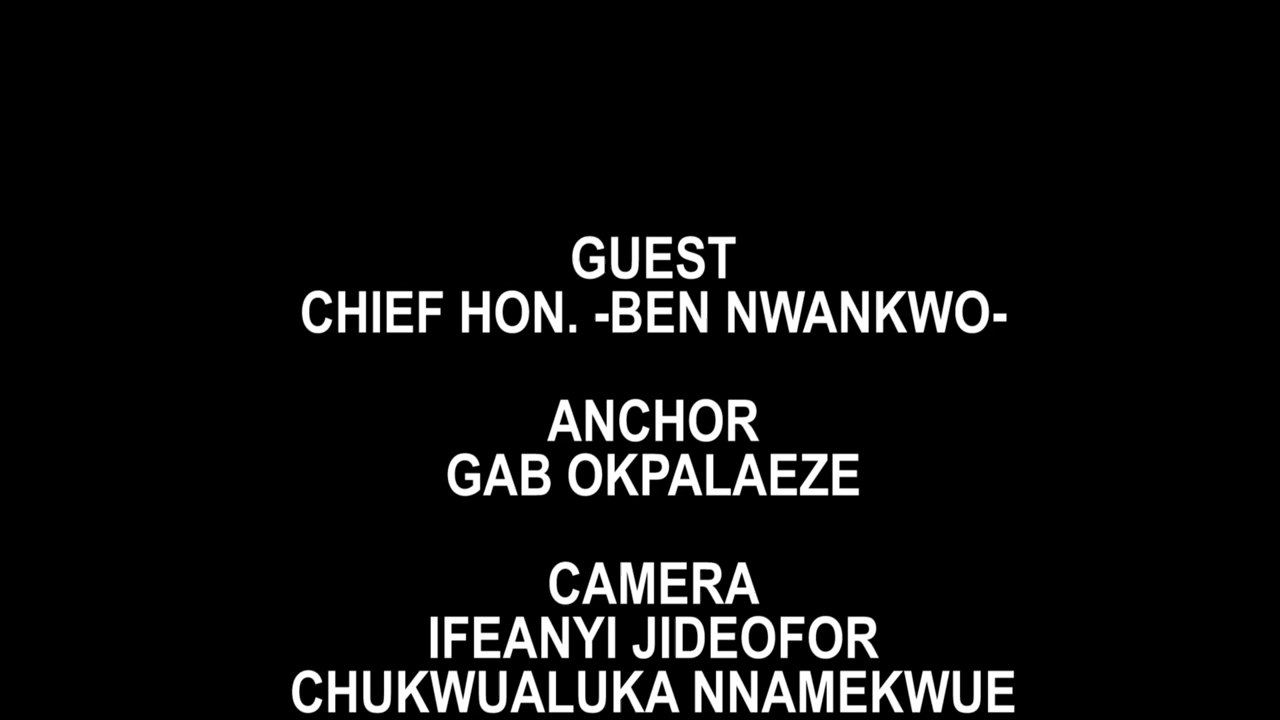 GUEST
CHIEF HON. -BEN NWANKWO-
ANCHOR
GAB OKPALAEZE
CAMERA
IFEANYI JIDEOFOR
CHUKWUALUKA NNAMEKWUE